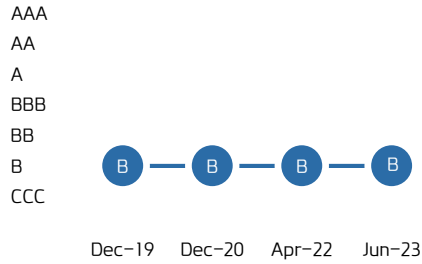 AAA
AA
A
BBB
BB
B B B B B
CCC
Dec-19 Dec-20 Apr-22 Jun-23